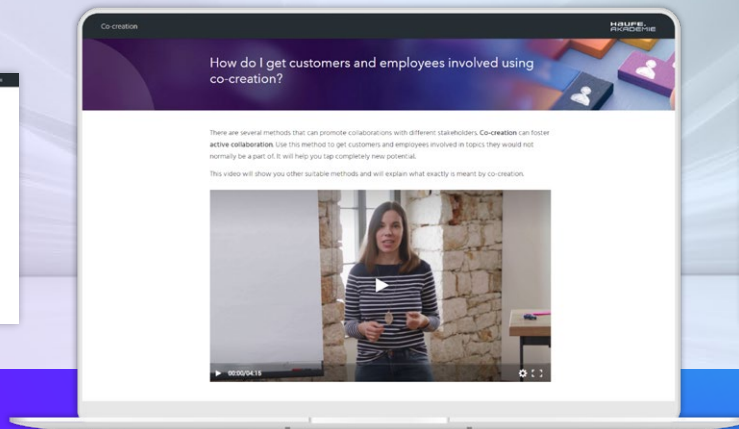 Co-creation
HAUFE.
AKADEMIE
How do I get customers and employees involved using
co-creation?
There are several methods that can promote collaborations with different stakeholders. Co-creation can foster
active collaboration. Use this method to get customers and employees involved in topics they would not
normally be a part of. It will help you tap completely new potential.
This video will show you other suitable methods and will explain what exactly is meant by co-creation.
00:00/04:15